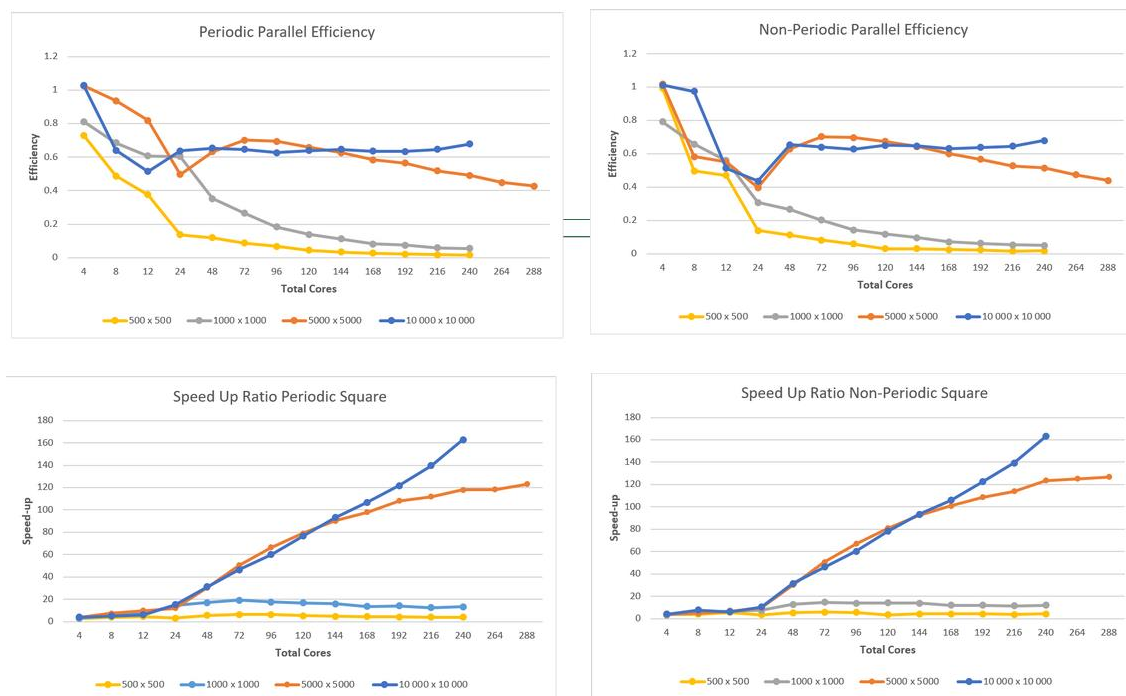 Periodic Parallel Efficiency
1.2
1
0.8
0.6
0.4
0.2
0
Efficiency
4 8 12 24 48 72 96 120 144 168 192 216 240 264 288
Total Cores
500 x 500 1000 x 1000 5000 x 5000 10 000 x 10 000
Non-Periodic Parallel Efficiency
1.2
1
0.8
0.6
0.4
0.2
0
Efficiency
4 8 12 24 48 72 96 120 144 168 192 216 240 264 288
Total Cores
500 x 500 1000 x 1000 5000 x 5000 10 000 x 10 000
Speed Up Ratio Periodic Square
180
160
140
120
100
80
60
40
20
0
Speed-up
4 8 12 24 48 72 96 120 144 168 192 216 240 264 288
Total Cores
500 x 500 1000 x 1000 5000 x 5000 10 000 x 10 000
Speed Up Ratio Non-Periodic Square
180
160
140
120
100
80
60
40
20
0
Speed-up
4 8 12 24 48 72 96 120 144 168 192 216 240 264 288
Total Cores
500 x 500 1000 x 1000 5000 x 5000 10 000 x 10 000